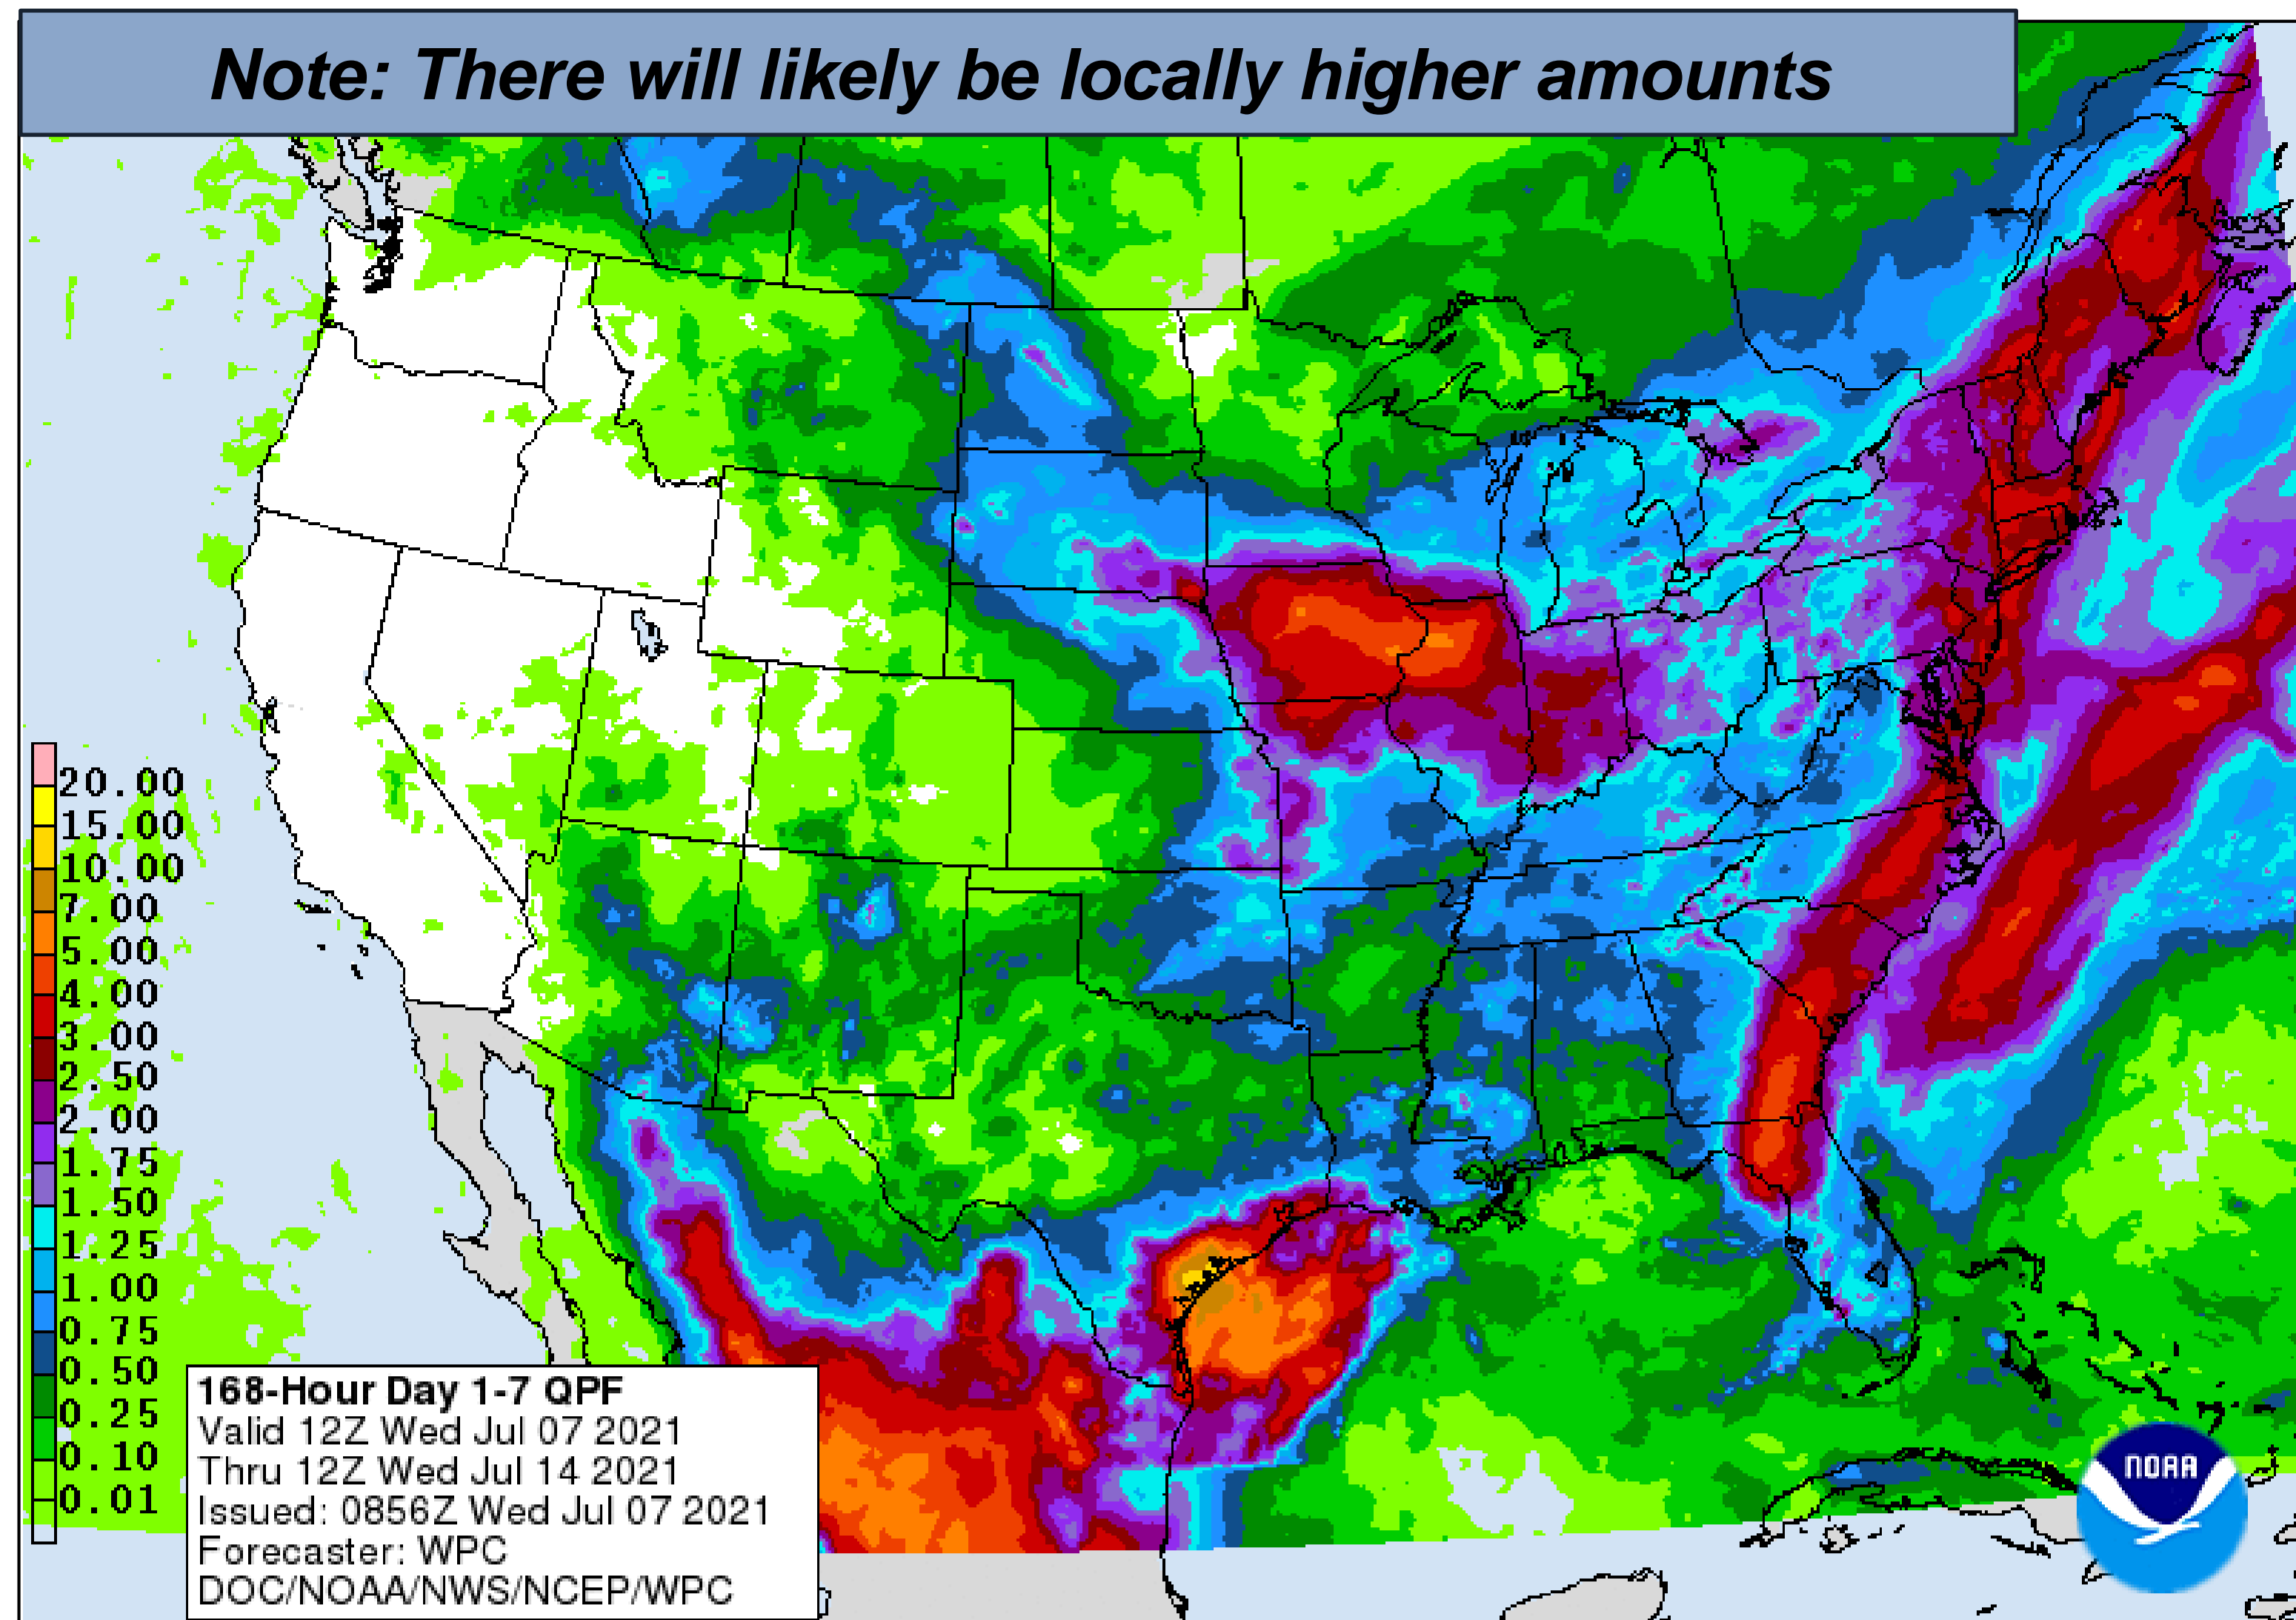 Note: There will likely be locally higher amounts
20.00
15.00
10.00
7.00
5.00
4.00
3.00
2.50
2.00
1.75
1.50
1.25
1.00
0.75
0.50
0.25
0.10
0.01
168-Hour Day 1-7 QPF
Valid 12Z Wed Jul 07 2021
Thru 12Z Wed Jul 14 2021
Issued: 0856Z Wed Jul 07 2021
Forecaster: WPC
DOC/NOAA/NWS/NCEP/WPC
NOAA